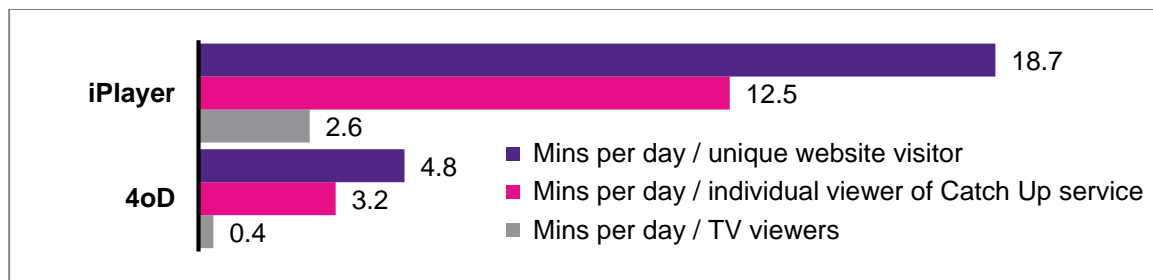 18.7
iPlayer
12.5
2.6
Mins per day / unique website visitor
4.8
Mins per day / individual viewer of Catch Up service
4oD
3.2
Mins per day / TV viewers
0.4